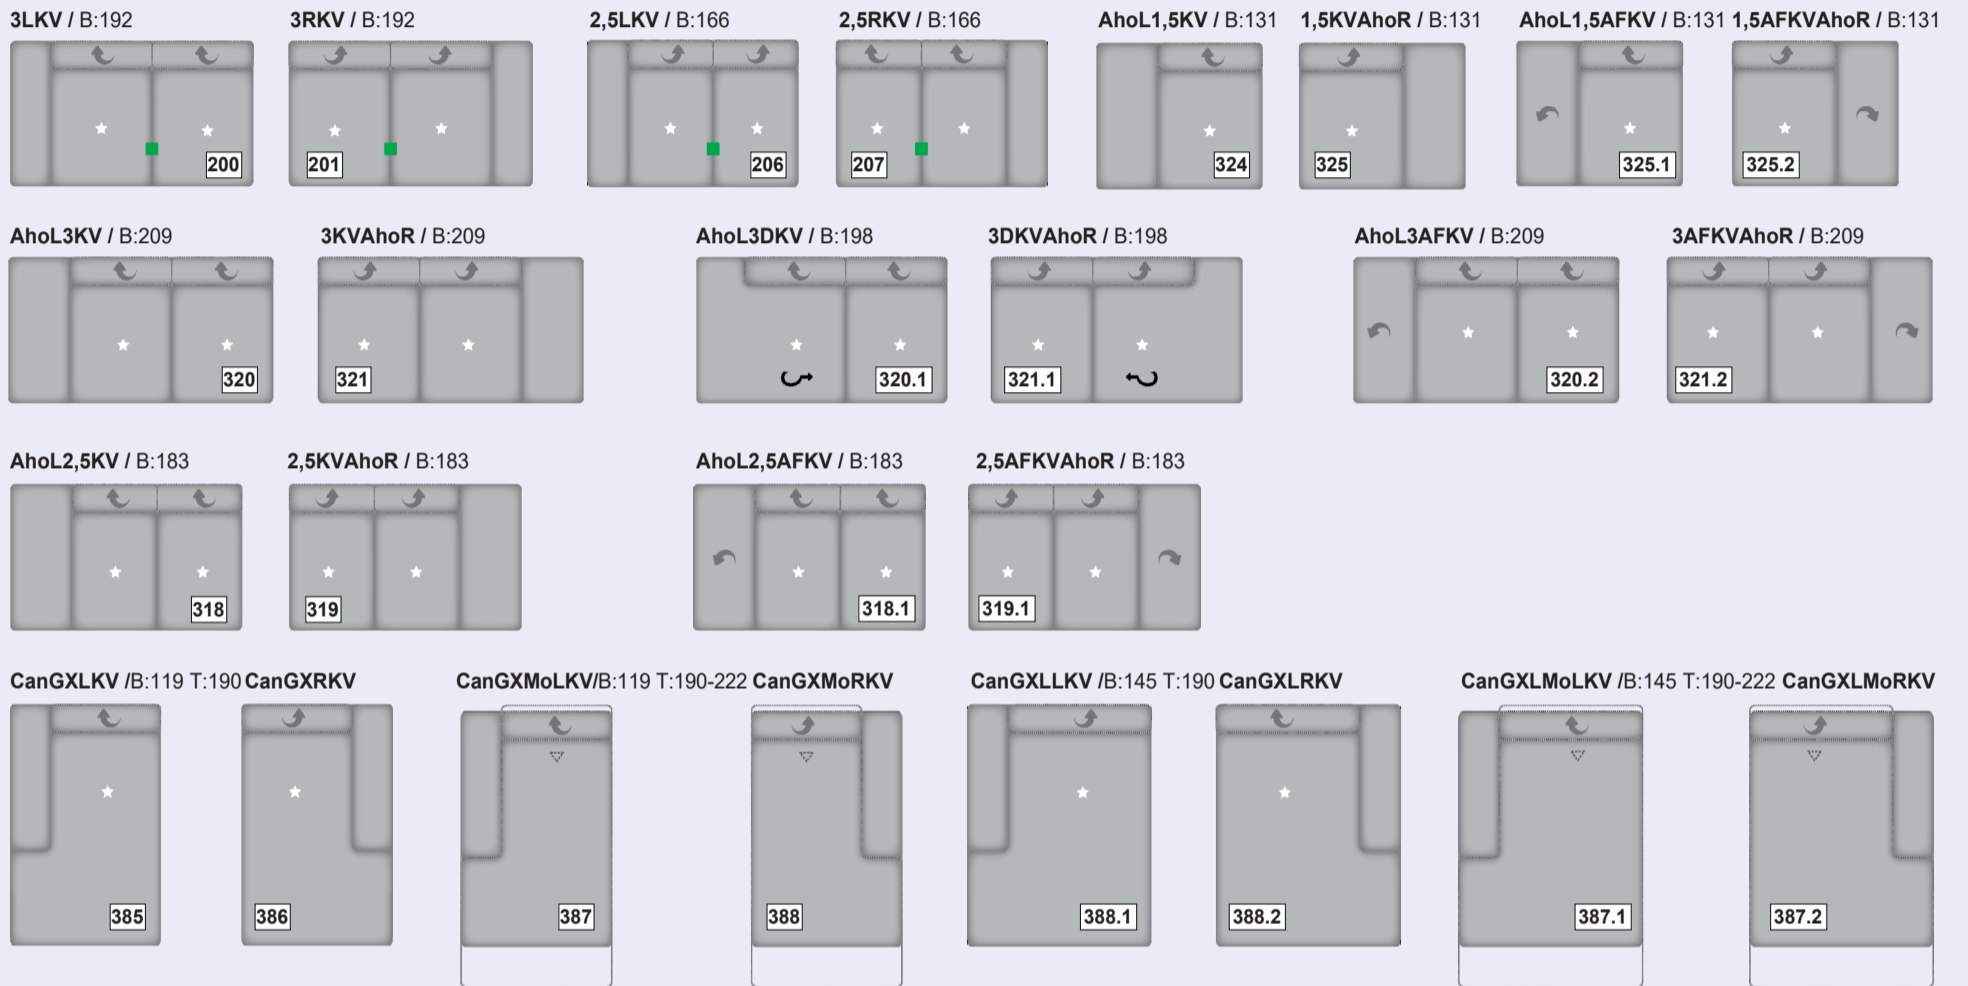 3LKV / B:192 3RKV / B:192 2,5LKV / B:166 2,5RKV / B:166 AhoL1,5KV / B:131 1,5KVAhoR / B:131 AhoL1,5AFKV / B:131 1,5AFKVAhoR / B:131
200 201 206 207 324 325 325.1 325.2
AhoL3KV / B:209 3KVAhoR / B:209 AhoL3DKV / B:198 3DKVAhoR / B:198 AhoL3AFKV / B:209 3AFKVAhoR / B:209
320 321 320.1 321.1 320.2 321.2
AhoL2,5KV / B:183 2,5KVAhoR / B:183 AhoL2,5AFKV / B:183 2,5AFKVAhoR / B:183
318 319 318.1 319.1
CanGXLKV /B:119 T:190 CanGXRKV CanGXMoLKV/B:119 T:190-222 CanGXMoRKV CanGXLLKV /B:145 T:190 CanGXLRKV CanGXLMoLKV /B:145 T:190-222 CanGXLMoRKV
385 386 387 388 388.1 388.2 387.1 387.2